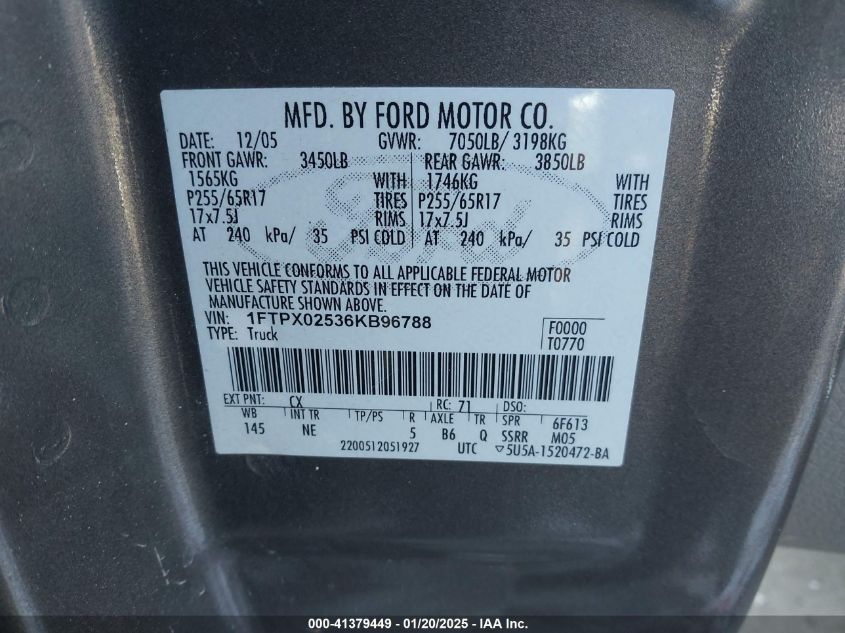 MFD. BY FORD MOTOR CO.
DATE: 12/05 GVWR: 7050LB/ 3198KG
FRONT GAWR: 3450LB REAR GAWR: 3850LB
1565KG WITH 1746KG WITH
P255/65R17 TIRES P255/65R17 TIRES
17x7.5J RIMS 17x7.5J RIMS
AT 240 kPa/ 35 PSI COLD AT 240 kPa/ 35 PSI COLD
THIS VEHICLE CONFORMS TO ALL APPLICABLE FEDERAL MOTOR
VEHICLE SAFETY STANDARDS IN EFFECT ON THE DATE OF
MANUFACTURE SHOWN ABOVE.
VIN: 1FTPX02536KB96788 F0000
TYPE: Truck T0770
EXT PNT: CX RC: 71 DSO:
WB INT TR TP/PS R AXLE TR SPR 6F613
145 NE 5 B6 Q SSRR M05
2200512051927 UTC ▽5U5A-1520472-BA
000-41379449 - 01/20/2025 - IAA Inc.